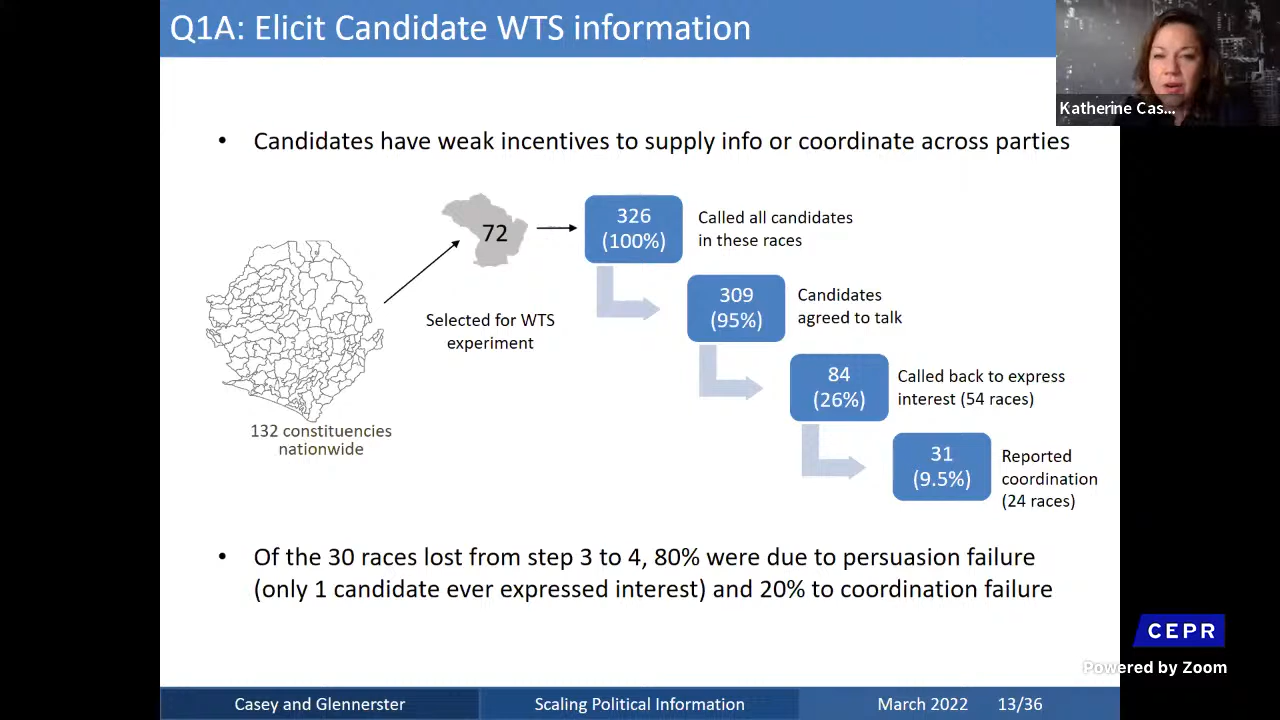 Q1A: Elicit Candidate WTS information
Katherine Cas...
• Candidates have weak incentives to supply info or coordinate across parties
72
326
(100%)
Called all candidates
in these races
309
(95%)
Candidates
agreed to talk
Selected for WTS
experiment
84
(26%)
Called back to express
interest (54 races)
132 constituencies
nationwide
31
(9.5%)
Reported
coordination
(24 races)
• Of the 30 races lost from step 3 to 4, 80% were due to persuasion failure
(only 1 candidate ever expressed interest) and 20% to coordination failure
CEPR
Powered by Zoom
Casey and Glennerster
Scaling Political Information
March 2022 13/36